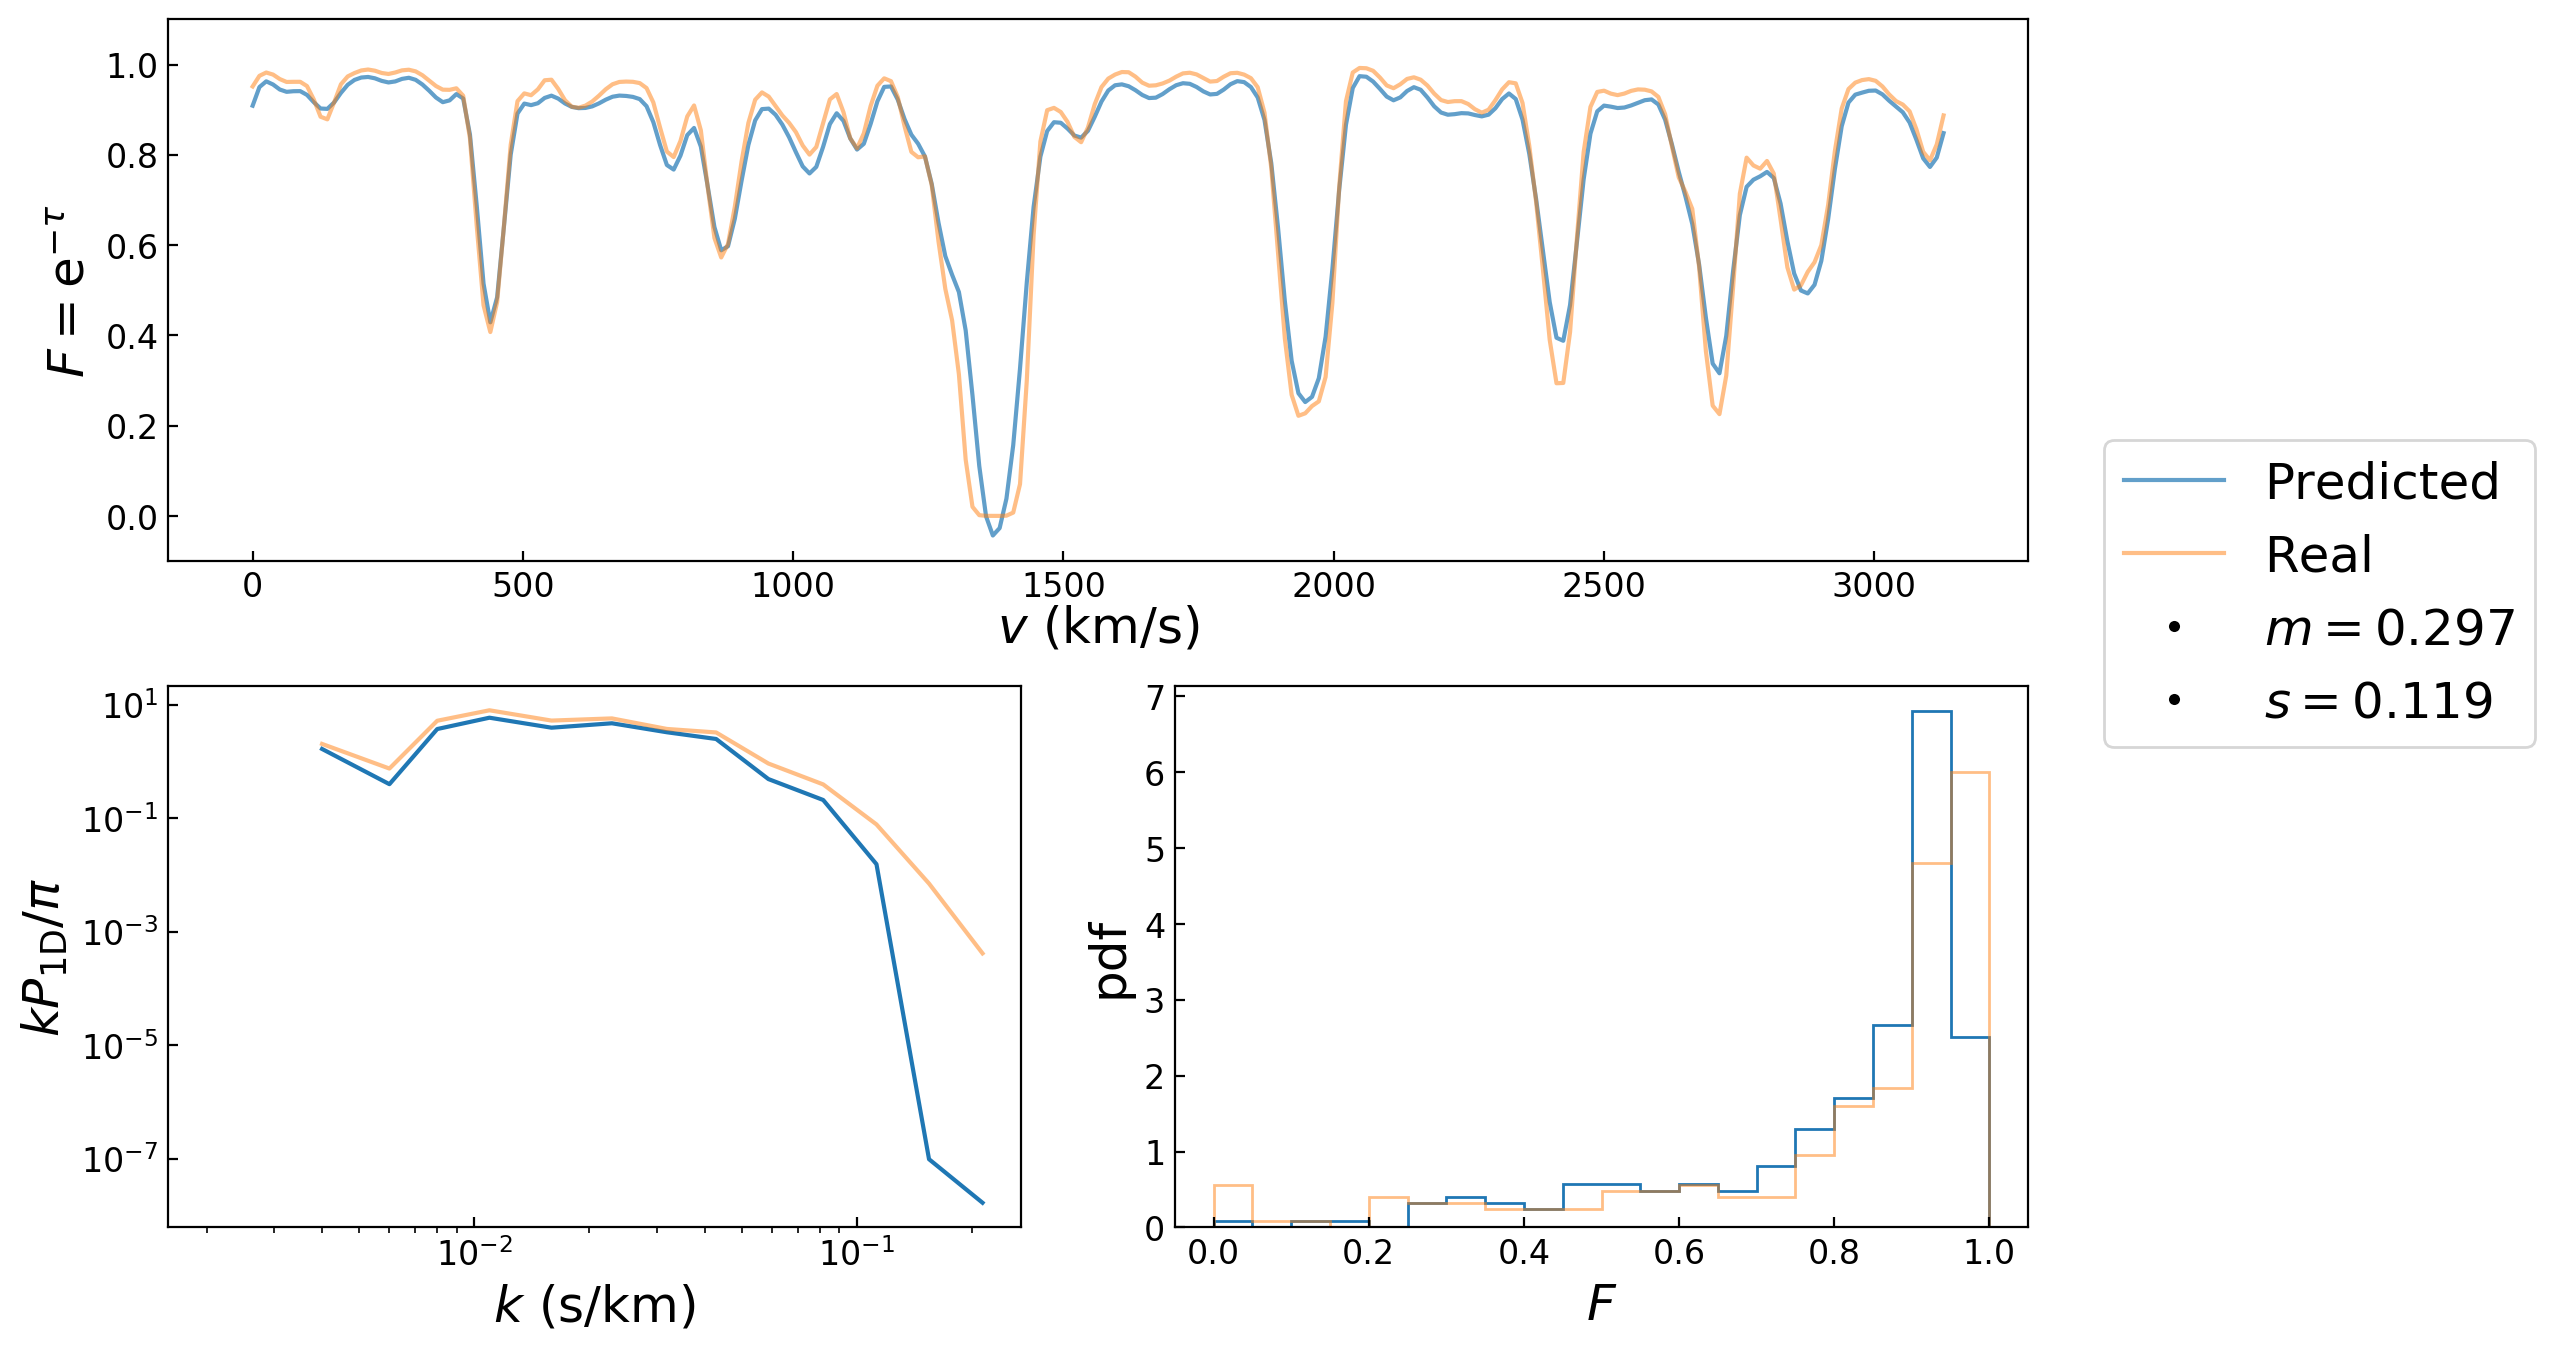 F = e^{−τ}
1.0
0.8
0.6
0.4
0.2
0.0
0 500 1000 1500 2000 2500 3000
v (km/s)
Predicted
Real
m = 0.297
s = 0.119
kP_{1D}/π
10^1
10^{−1}
10^{−3}
10^{−5}
10^{−7}
10^{−2} 10^{−1}
k (s/km)
pdf
7
6
5
4
3
2
1
0
0.0 0.2 0.4 0.6 0.8 1.0
F